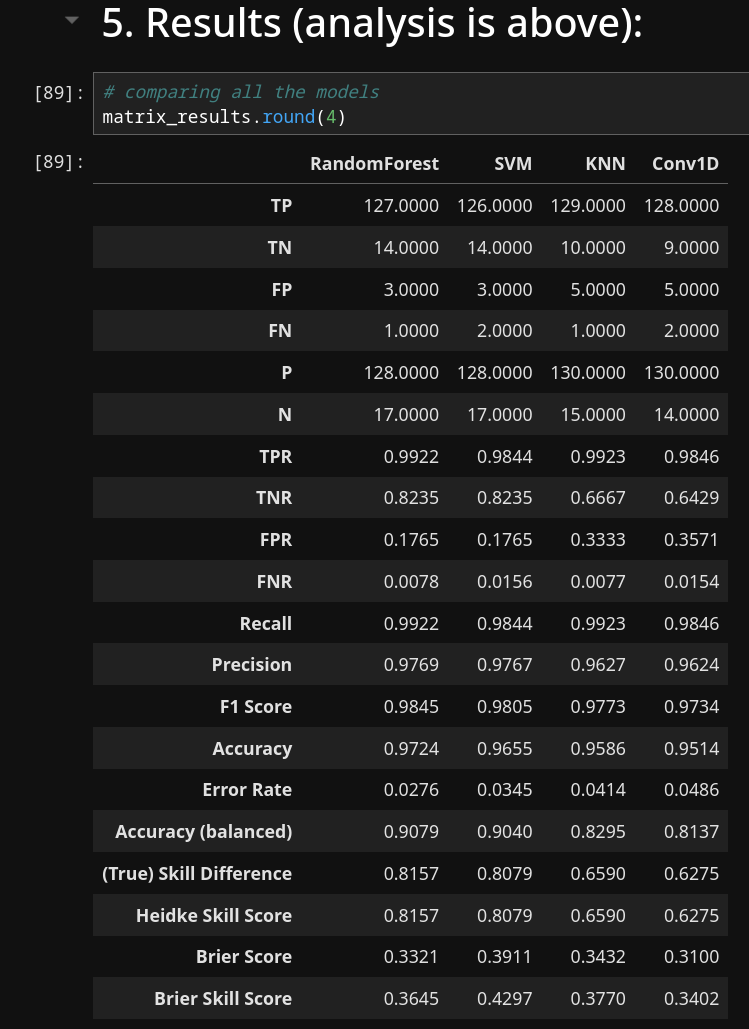 5. Results (analysis is above):
[89]: # comparing all the models
matrix_results.round(4)
[89]: RandomForest SVM KNN Conv1D
TP 127.0000 126.0000 129.0000 128.0000
TN 14.0000 14.0000 10.0000 9.0000
FP 3.0000 3.0000 5.0000 5.0000
FN 1.0000 2.0000 1.0000 2.0000
P 128.0000 128.0000 130.0000 130.0000
N 17.0000 17.0000 15.0000 14.0000
TPR 0.9922 0.9844 0.9923 0.9846
TNR 0.8235 0.8235 0.6667 0.6429
FPR 0.1765 0.1765 0.3333 0.3571
FNR 0.0078 0.0156 0.0077 0.0154
Recall 0.9922 0.9844 0.9923 0.9846
Precision 0.9769 0.9767 0.9627 0.9624
F1 Score 0.9845 0.9805 0.9773 0.9734
Accuracy 0.9724 0.9655 0.9586 0.9514
Error Rate 0.0276 0.0345 0.0414 0.0486
Accuracy (balanced) 0.9079 0.9040 0.8295 0.8137
(True) Skill Difference 0.8157 0.8079 0.6590 0.6275
Heidke Skill Score 0.8157 0.8079 0.6590 0.6275
Brier Score 0.3321 0.3911 0.3432 0.3100
Brier Skill Score 0.3645 0.4297 0.3770 0.3402